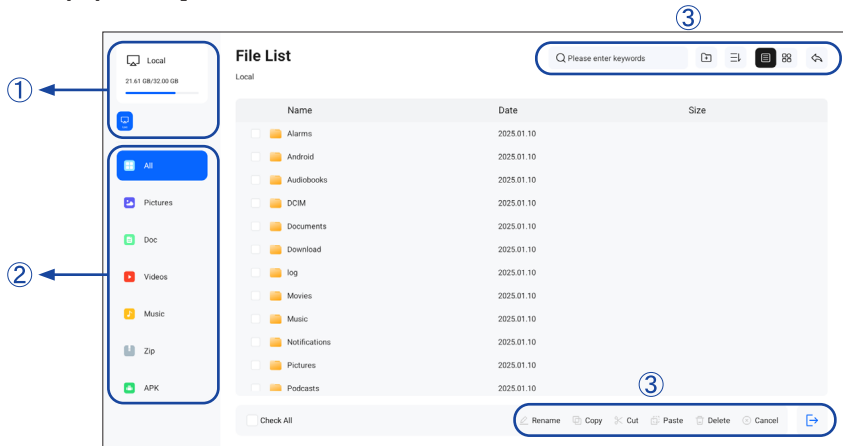 ③
Local
21.61 GB/32.00 GB
①
File List
Local
Please enter keywords
Name Date Size
Alarms 2025.01.10
Android 2025.01.10
Audiobooks 2025.01.10
DCIM 2025.01.10
Documents 2025.01.10
Download 2025.01.10
log 2025.01.10
Movies 2025.01.10
Music 2025.01.10
Notifications 2025.01.10
Pictures 2025.01.10
Podcasts 2025.01.10
②
All
Pictures
Doc
Videos
Music
Zip
APK
③
Check All
Rename Copy Cut Paste Delete Cancel